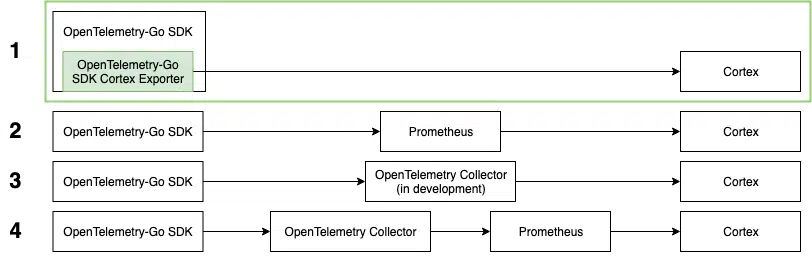 1
OpenTelemetry-Go SDK
OpenTelemetry-Go
SDK Cortex Exporter
Cortex
2
OpenTelemetry-Go SDK
Prometheus
Cortex
3
OpenTelemetry-Go SDK
OpenTelemetry Collector
(in development)
Cortex
4
OpenTelemetry-Go SDK
OpenTelemetry Collector
Prometheus
Cortex